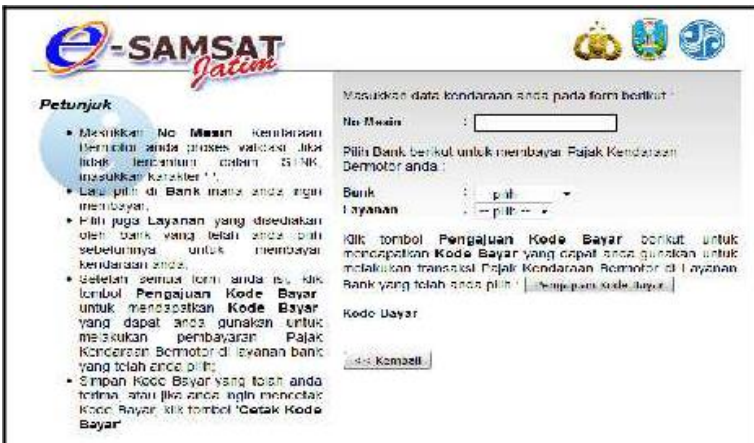 e-SAMSAT
Jatim
Petunjuk
• Masukkan No Mesin Kendaraan
Bermotor anda proses validasi. Jika
tidak tercantum dalam STNK,
masukkan karakter '-'.
• Lalu pilih di Bank mana anda ingin
membayar;
• Pilih juga Layanan yang disediakan
oleh bank yang telah anda pilih
sebelumnya untuk membayar
kendaraan anda;
• Setelah semua form anda isi, klik
tombol Pengajuan Kode Bayar
untuk mendapatkan Kode Bayar
yang dapat anda gunakan untuk
melakukan pembayaran Pajak
Kendaraan Bermotor di layanan bank
yang telah anda pilih;
• Simpan Kode Bayar yang telah anda
terima, atau jika anda ingin mencetak
Kode Bayar, klik tombol 'Cetak Kode
Bayar'
Masukkan data kendaraan anda pada form berikut :
No Mesin :
Pilih Bank berikut untuk membayar Pajak Kendaraan
Bermotor anda :
Bank : -- pilih --
Layanan : -- pilih --
Klik tombol Pengajuan Kode Bayar berikut untuk
mendapatkan Kode Bayar yang dapat anda gunakan untuk
melakukan transaksi Pajak Kendaraan Bermotor di Layanan
Bank yang telah anda pilih : Pengajuan Kode Bayar
Kode Bayar
<< Kembali